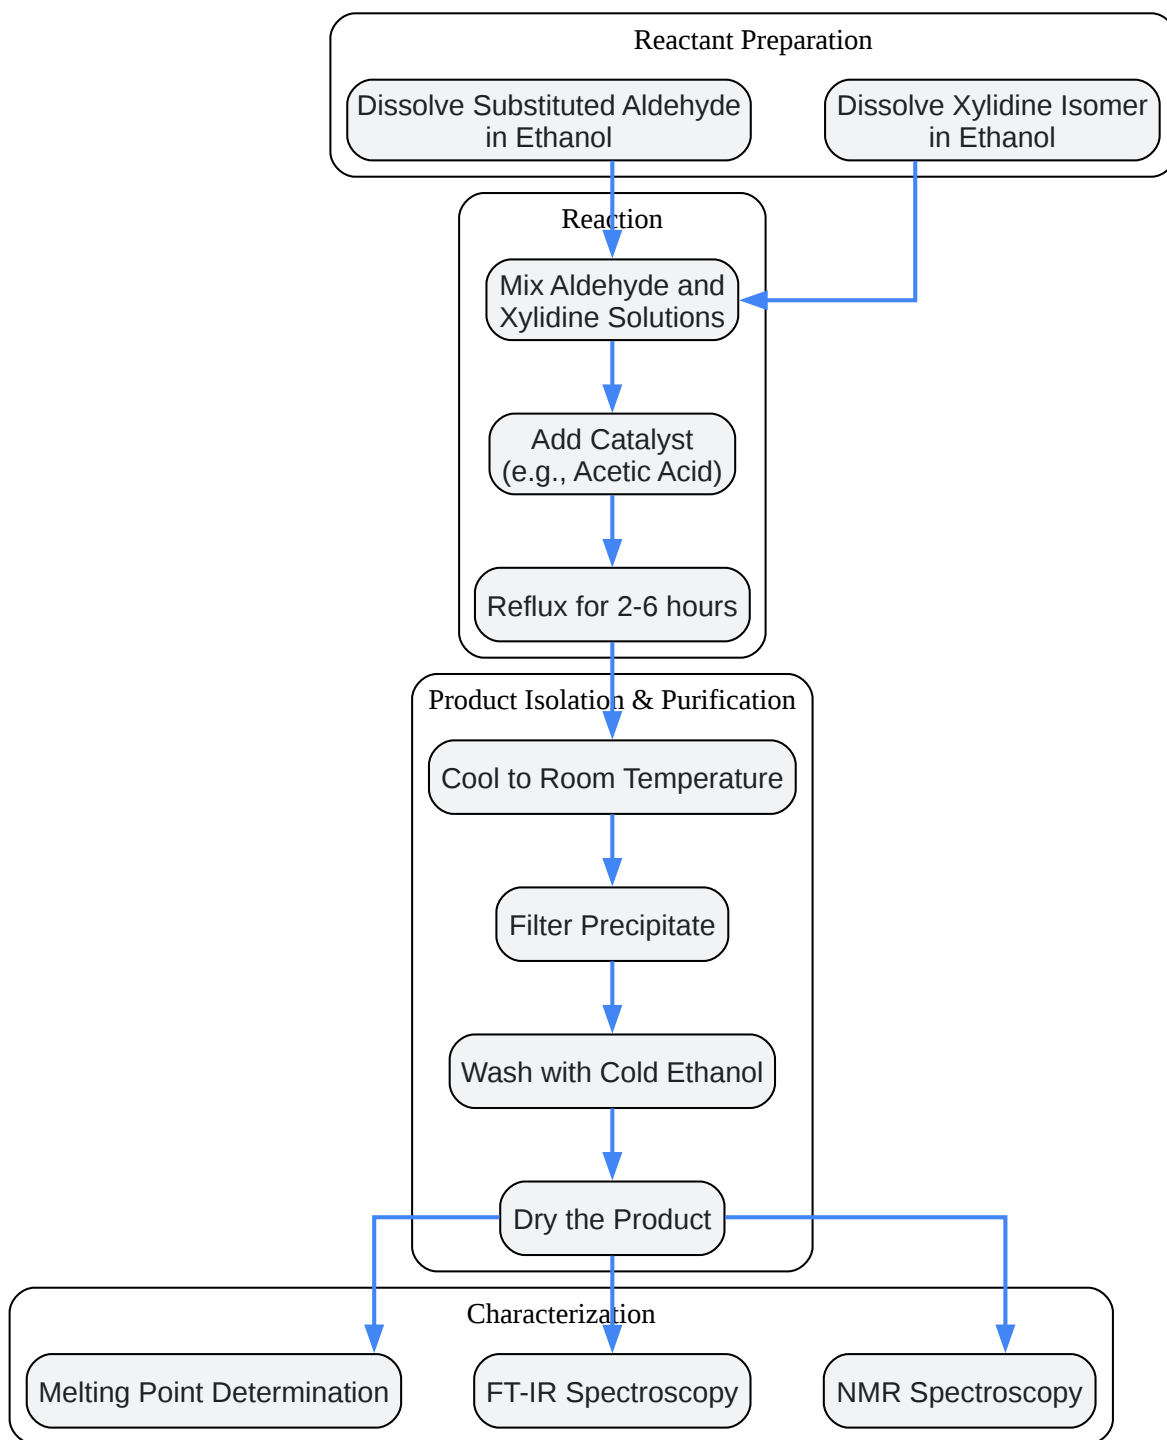 Reactant Preparation
Dissolve Substituted Aldehyde
in Ethanol
Dissolve Xylidine Isomer
in Ethanol
Reaction
Mix Aldehyde and
Xylidine Solutions
Add Catalyst
(e.g., Acetic Acid)
Reflux for 2-6 hours
Product Isolation & Purification
Cool to Room Temperature
Filter Precipitate
Wash with Cold Ethanol
Dry the Product
Characterization
Melting Point Determination
FT-IR Spectroscopy
NMR Spectroscopy